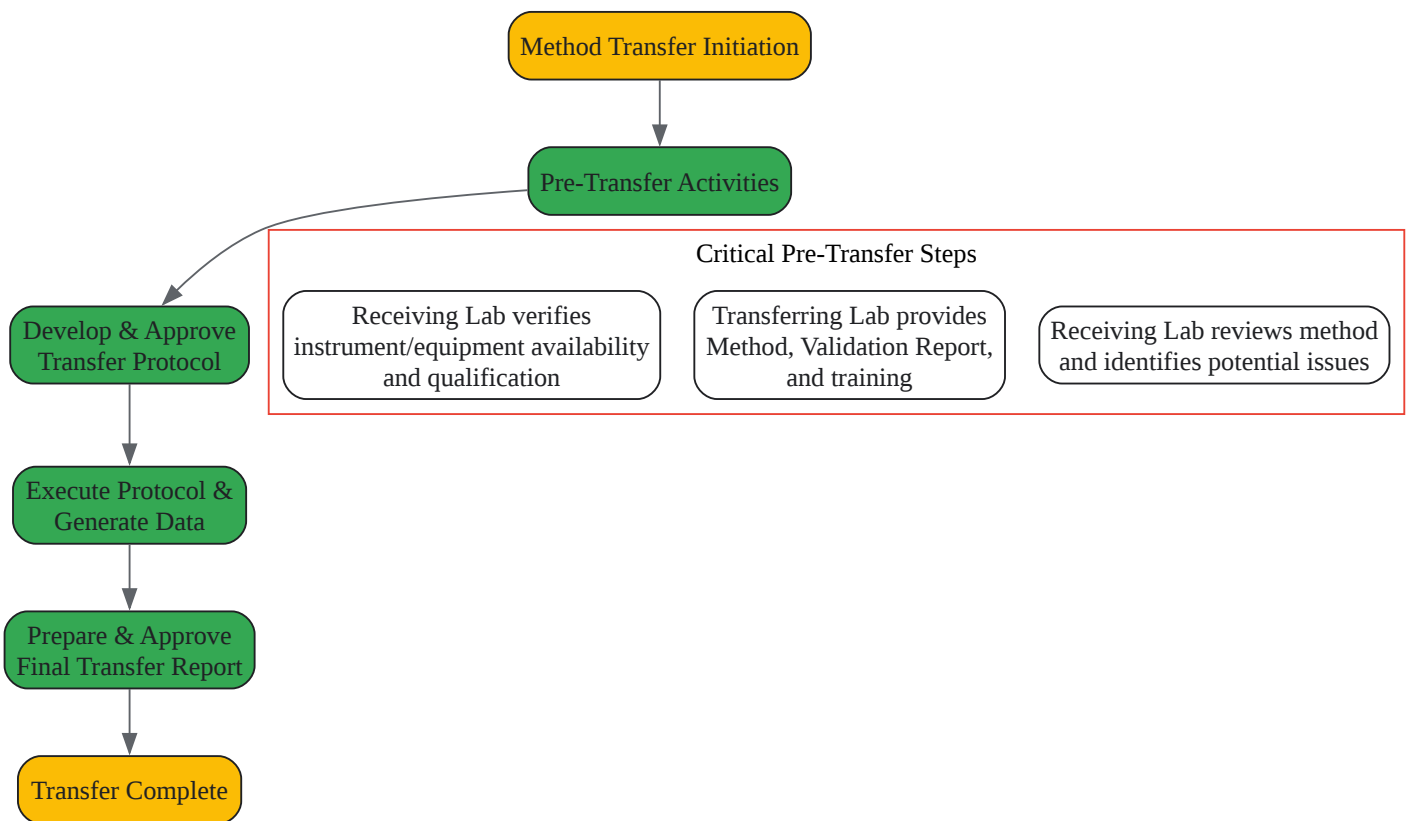 Method Transfer Initiation
Pre-Transfer Activities
Critical Pre-Transfer Steps
Develop & Approve
Transfer Protocol
Receiving Lab verifies
instrument/equipment availability
and qualification
Transferring Lab provides
Method, Validation Report,
and training
Receiving Lab reviews method
and identifies potential issues
Execute Protocol &
Generate Data
Prepare & Approve
Final Transfer Report
Transfer Complete